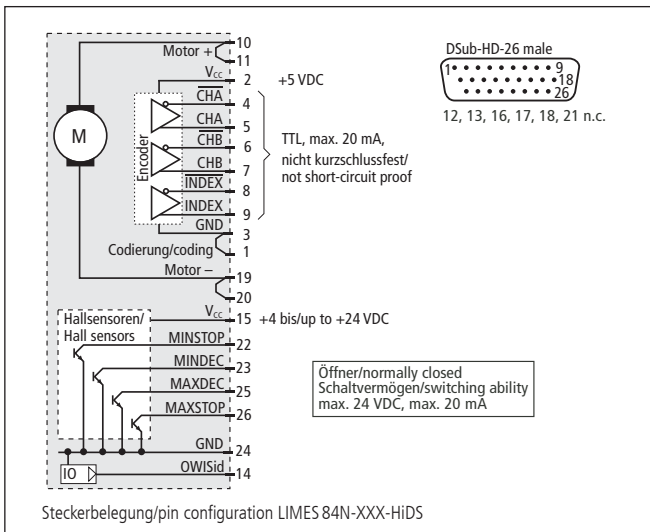 Motor +
10
11
V_CC
2
+5 VDC
CHA
4
CHA
5
CHB
6
CHB
7
INDEX
8
INDEX
9
GND
3
Codierung/coding
1
Motor –
19
20
M
Encoder
TTL, max. 20 mA,
nicht kurzschlussfest/
not short-circuit proof
DSub-HD-26 male
1
9
18
26
12, 13, 16, 17, 18, 21 n.c.
V_CC
15
+4 bis/up to +24 VDC
Hallsensoren/
Hall sensors
MINSTOP
22
MINDEC
23
MAXDEC
25
MAXSTOP
26
GND
24
IO
OWISid
14
Öffner/normally closed
Schaltvermögen/switching ability
max. 24 VDC, max. 20 mA
Steckerbelegung/pin configuration LIMES 84N-XXX-HiDS